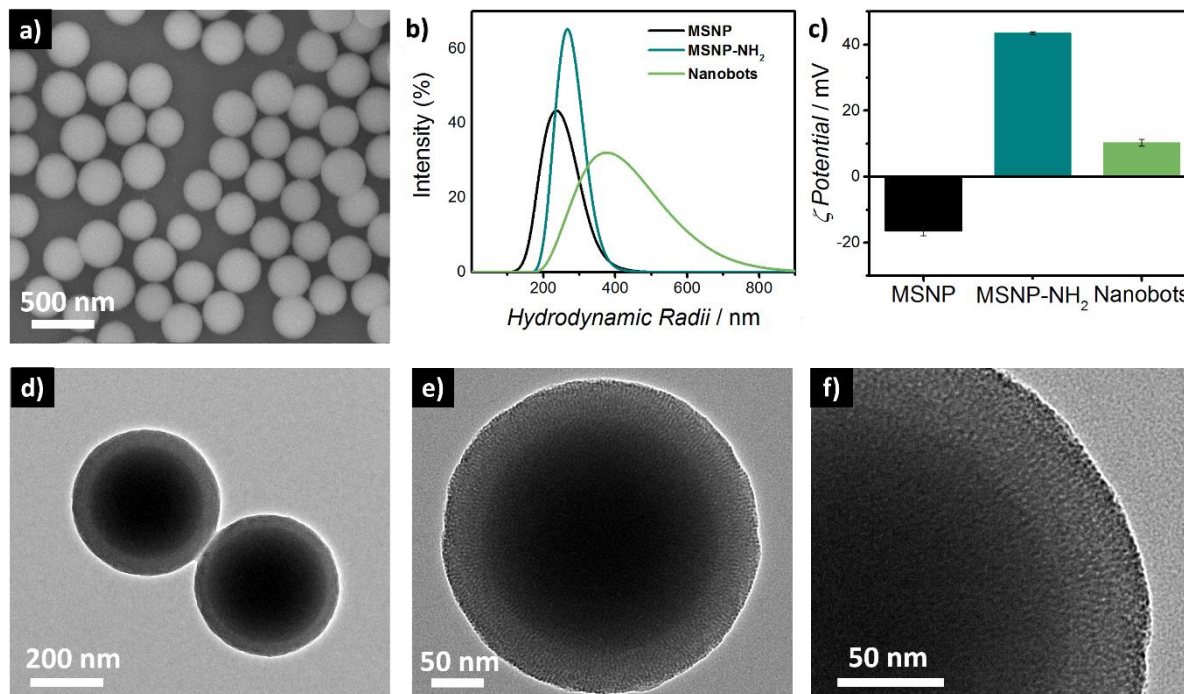 a)
500 nm
b)
Intensity (%)
60
40
20
0
200
400
600
800
Hydrodynamic Radii / nm
MSNP
MSNP-NH₂
Nanobots
c)
ζ Potential / mV
40
20
0
-20
MSNP
MSNP-NH₂
Nanobots
d)
200 nm
e)
50 nm
f)
50 nm